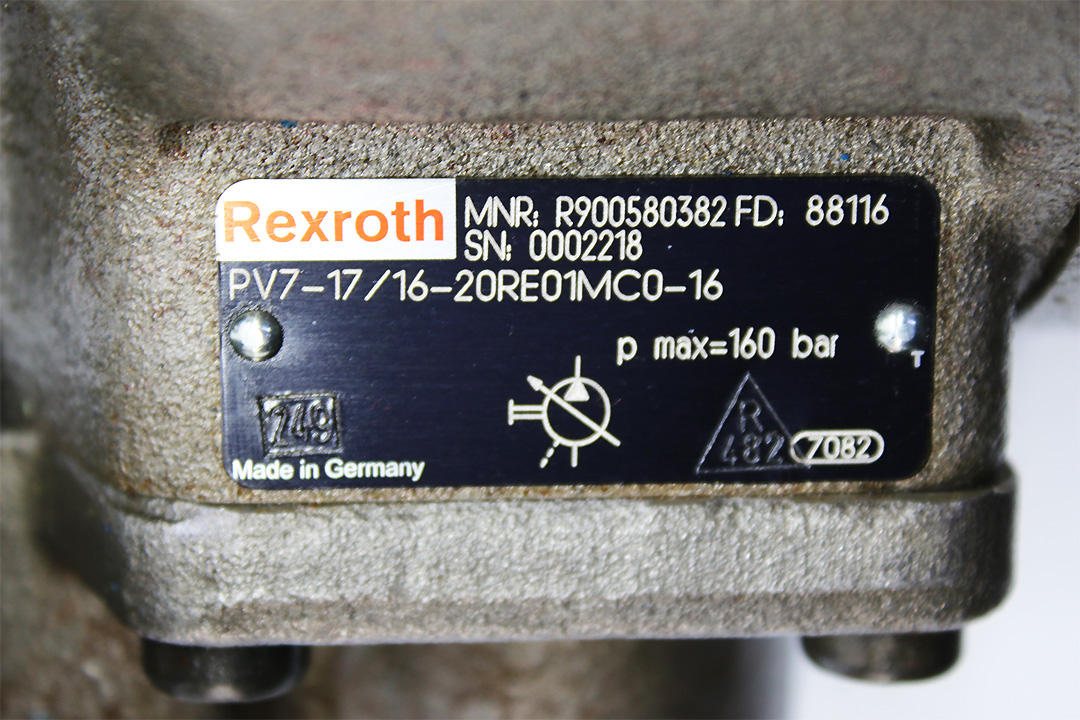 Rexroth
MNR: R900580382 FD: 88116
SN: 0002218
PV7-17/16-20RE01MC0-16
p max=160 bar
T
749
R
482
7082
Made in Germany